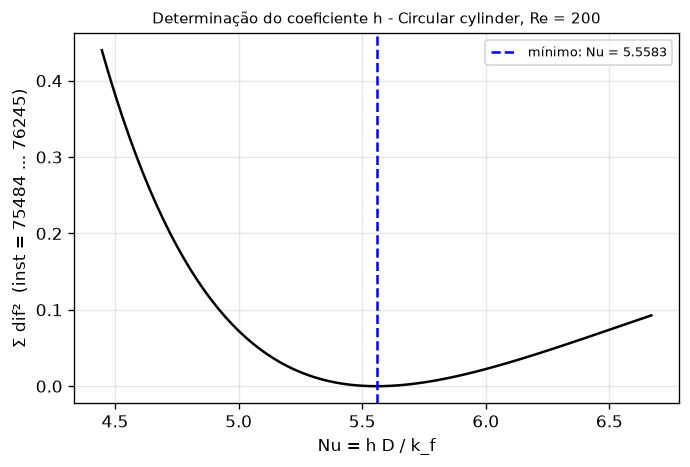 Determinação do coeficiente h - Circular cylinder, Re = 200
mínimo: Nu = 5.5583
Σ dif² (inst = 75484 ... 76245)
0.4
0.3
0.2
0.1
0.0
4.5 5.0 5.5 6.0 6.5
Nu = h D / k_f